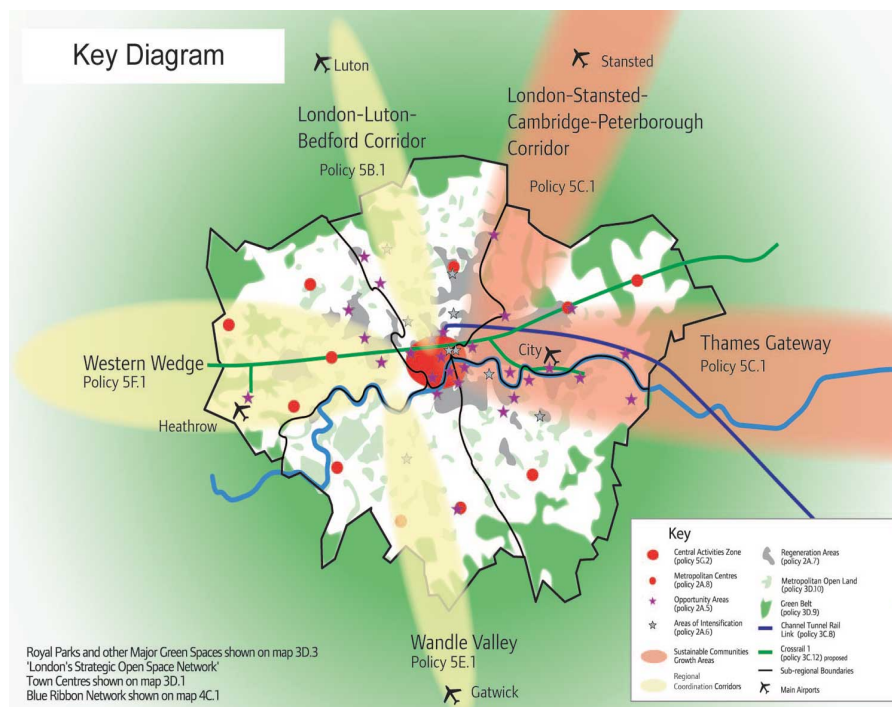 Key Diagram
Luton
Stansted
London-Luton-
Bedford Corridor
Policy 5B.1
London-Stansted-
Cambridge-Peterborough
Corridor
Policy 5C.1
Western Wedge
Policy 5F.1
Heathrow
City
Thames Gateway
Policy 5C.1
Wandle Valley
Policy 5E.1
Gatwick
Royal Parks and other Major Green Spaces shown on map 3D.3
'London's Strategic Open Space Network'
Town Centres shown on map 3D.1
Blue Ribbon Network shown on map 4C.1
Key
Central Activities Zone
(policy 5G.2)
Metropolitan Centres
(policy 2A.8)
Opportunity Areas
(policy 2A.5)
Areas of Intensification
(policy 2A.6)
Sustainable Communities
Growth Areas
Regional
Coordination Corridors
Regeneration Areas
(policy 2A.7)
Metropolitan Open Land
(policy 3D.10)
Green Belt
(policy 3D.9)
Channel Tunnel Rail
Link (policy 3C.8)
Crossrail 1
(policy 3C.12) proposed
Sub-regional Boundaries
Main Airports